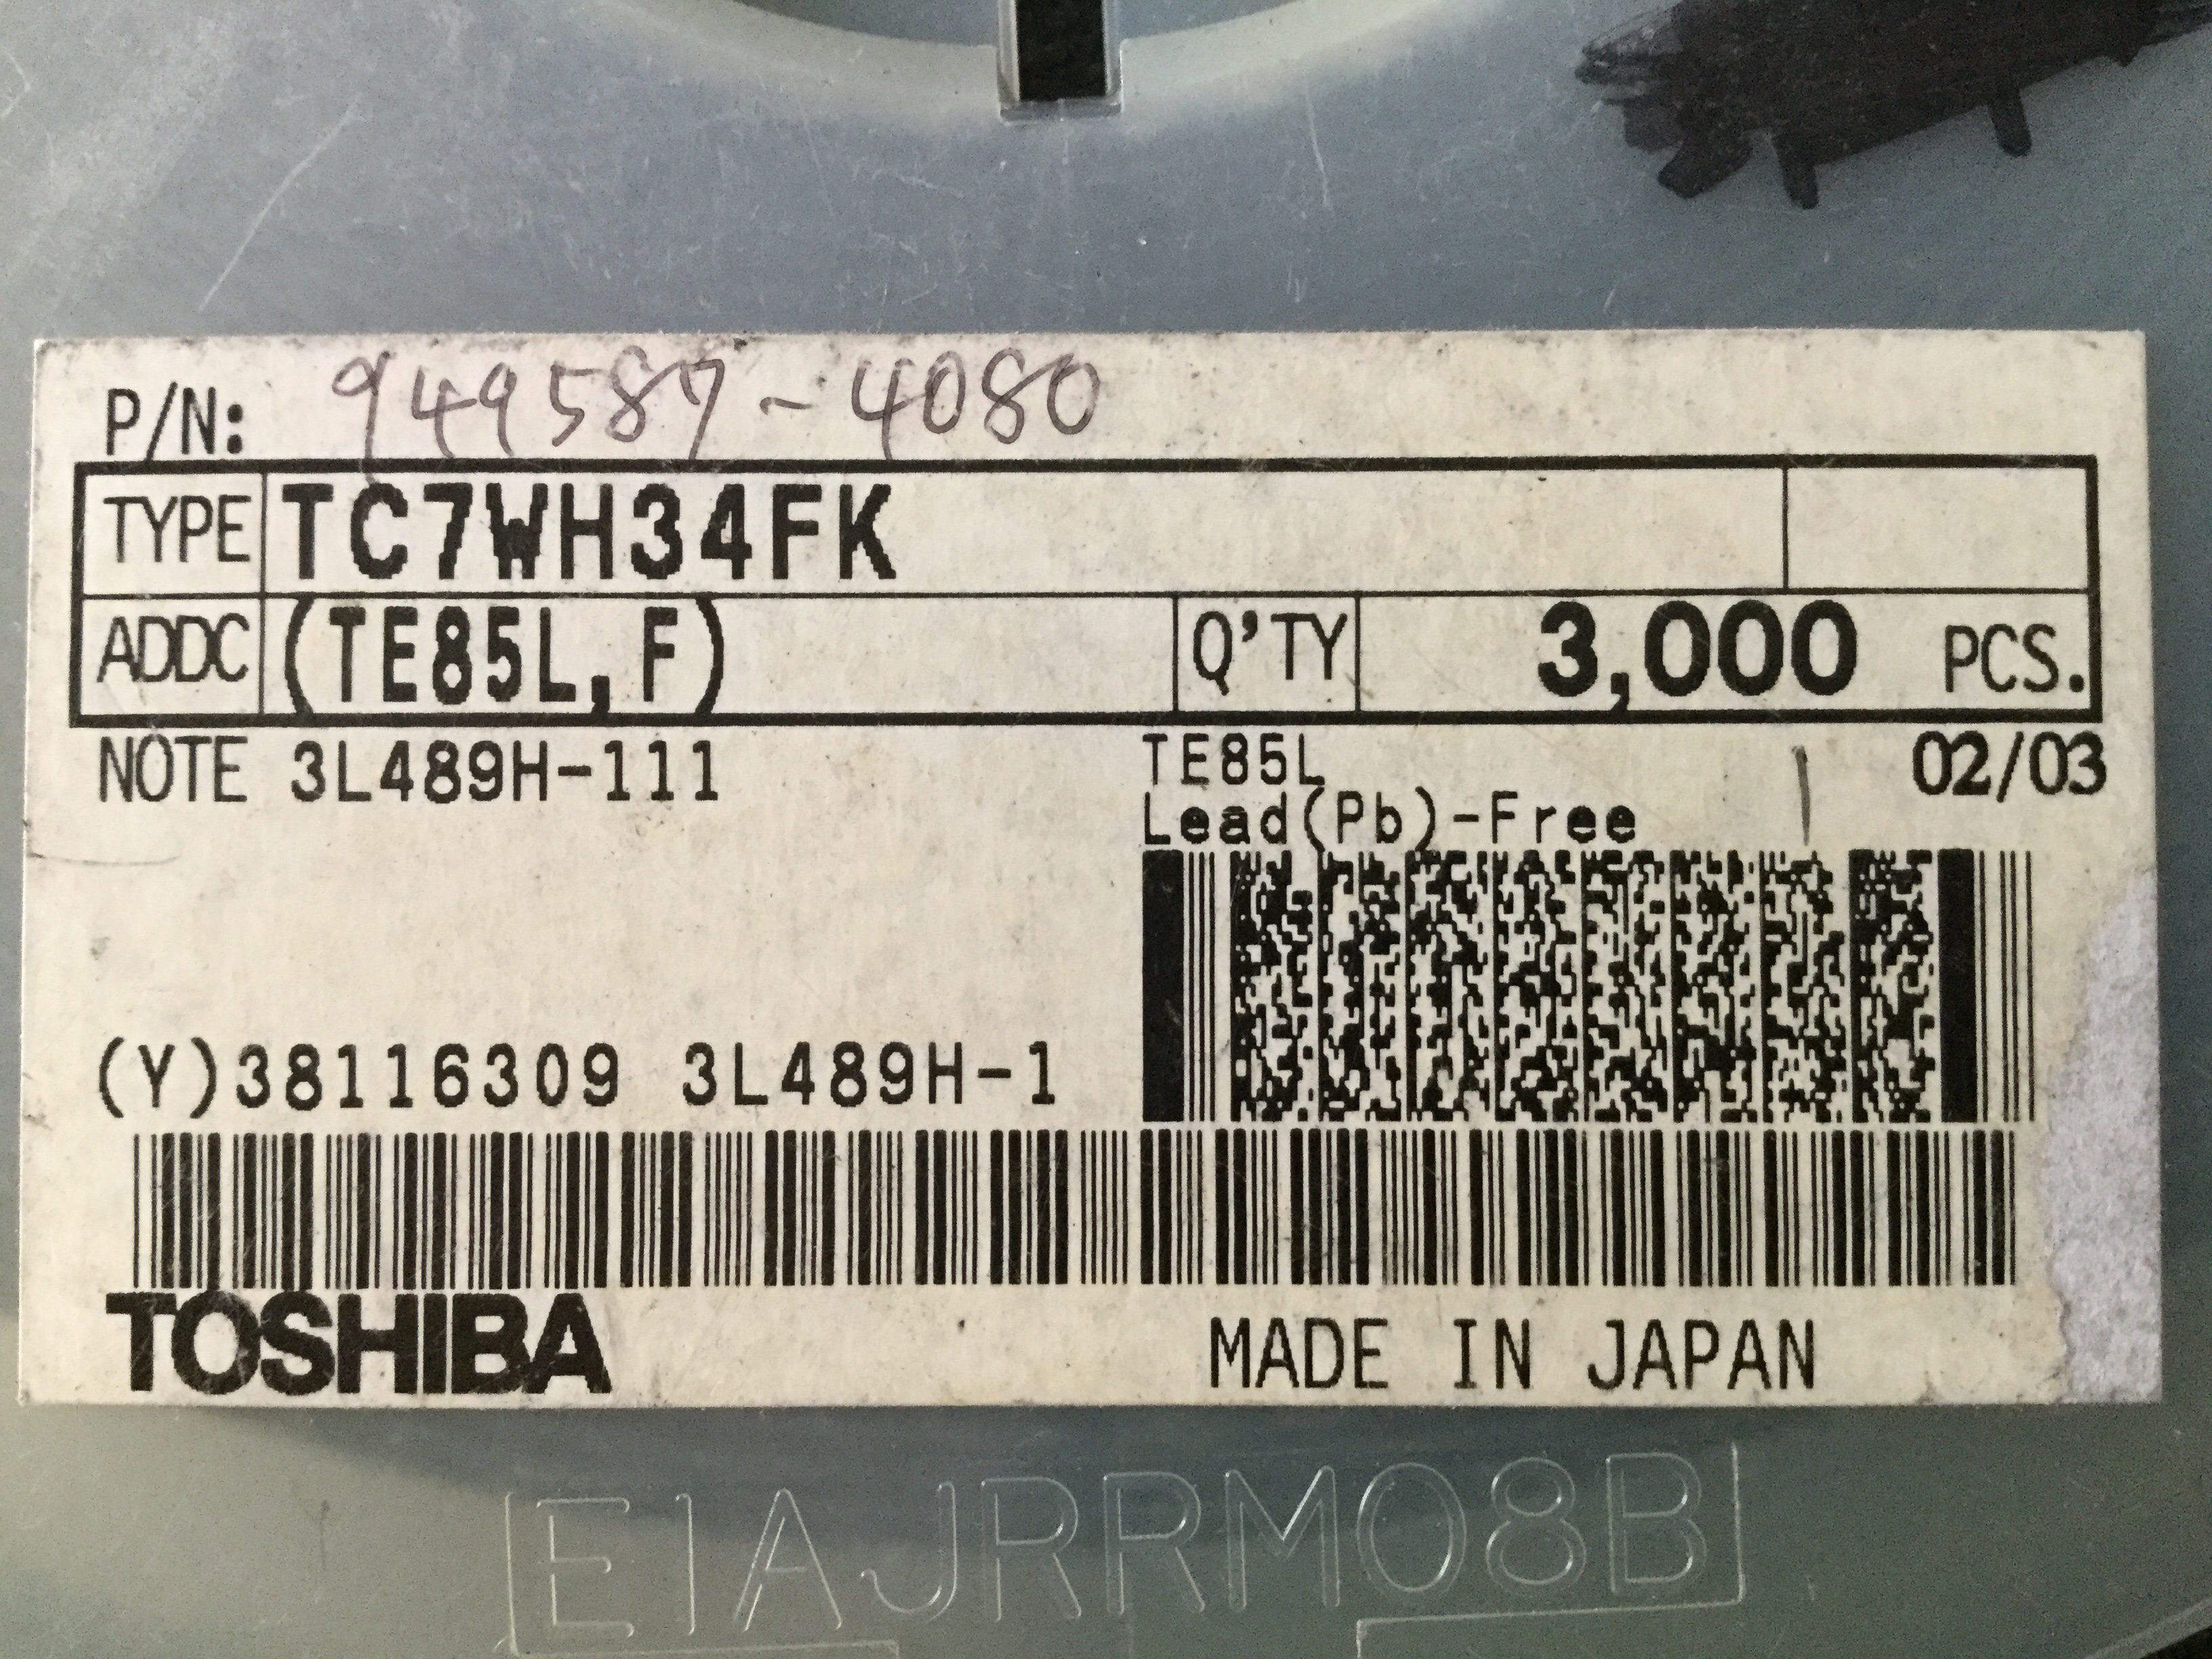 P/N: 949587-4080
TYPE TC7WH34FK
ADDC (TE85L,F) Q'TY 3,000 PCS.
NOTE 3L489H-111 TE85L 02/03
Lead(Pb)-Free
(Y)38116309 3L489H-1
TOSHIBA MADE IN JAPAN
EIAJRRM08B